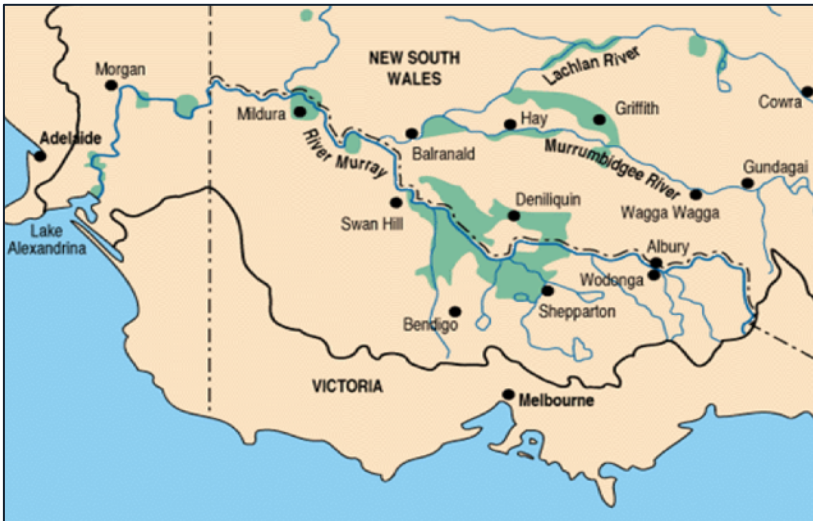 NEW SOUTH
WALES
Lachlan River
Morgan
Cowra
Mildura
Hay
Griffith
Adelaide
River Murray
Balranald
Murrumbidgee River
Gundagai
Deniliquin
Wagga Wagga
Swan Hill
Lake
Alexandrina
Albury
Wodonga
Shepparton
Bendigo
VICTORIA
Melbourne